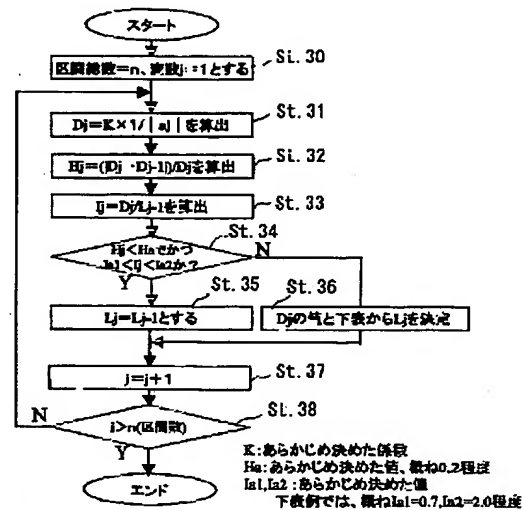 スタート
区間総数=n、変数j=1とする
St.30
Dj=K×1/|aj|を算出
St.31
Hj=(|Dj-Dj-1|)/Djを算出
St.32
Ij=Dj/Lj-1を算出
St.33
St.34
Hj<Haでかつ
Ia1<Ij<Ia2か?
N
Y
St.35
St.36
Lj=Lj-1とする
Djの値と下表からLjを決定
j=j+1
St.37
N
j>n(区間数)
St.38
Y
エンド
K:あらかじめ決めた係数
Ha:あらかじめ決めた値、概ね0.2程度
Ia1,Ia2:あらかじめ決めた値
下表例では、概ねIa1=0.7,Ia2=2.0程度